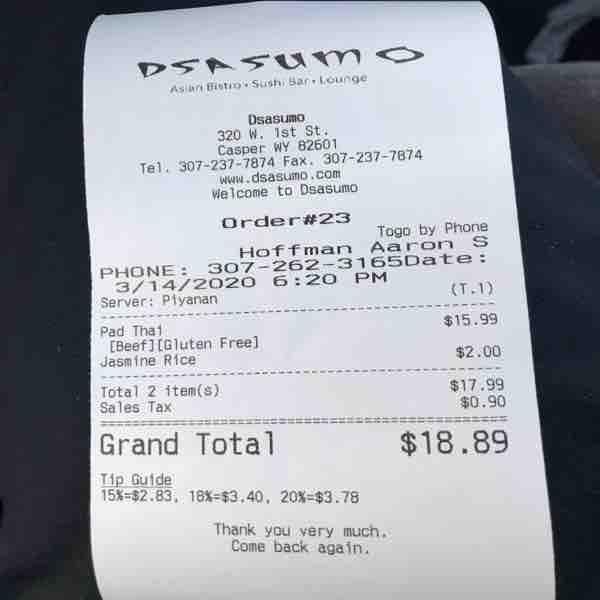 DSASUMO
Asian Bistro • Sushi Bar • Lounge
Dsasumo
320 W. 1st St.
Casper WY 82601
Tel. 307-237-7874 Fax. 307-237-7874
www.dsasumo.com
Welcome to Dsasumo
Order#23
Togo by Phone
Hoffman Aaron S
PHONE: 307-262-3165Date:
3/14/2020 6:20 PM
Server: Piyanan (T.1)
Pad Thai $15.99
[Beef][Gluten Free]
Jasmine Rice $2.00
Total 2 item(s) $17.99
Sales Tax $0.90
Grand Total $18.89
Tip Guide
15%=$2.83, 18%=$3.40, 20%=$3.78
Thank you very much.
Come back again.